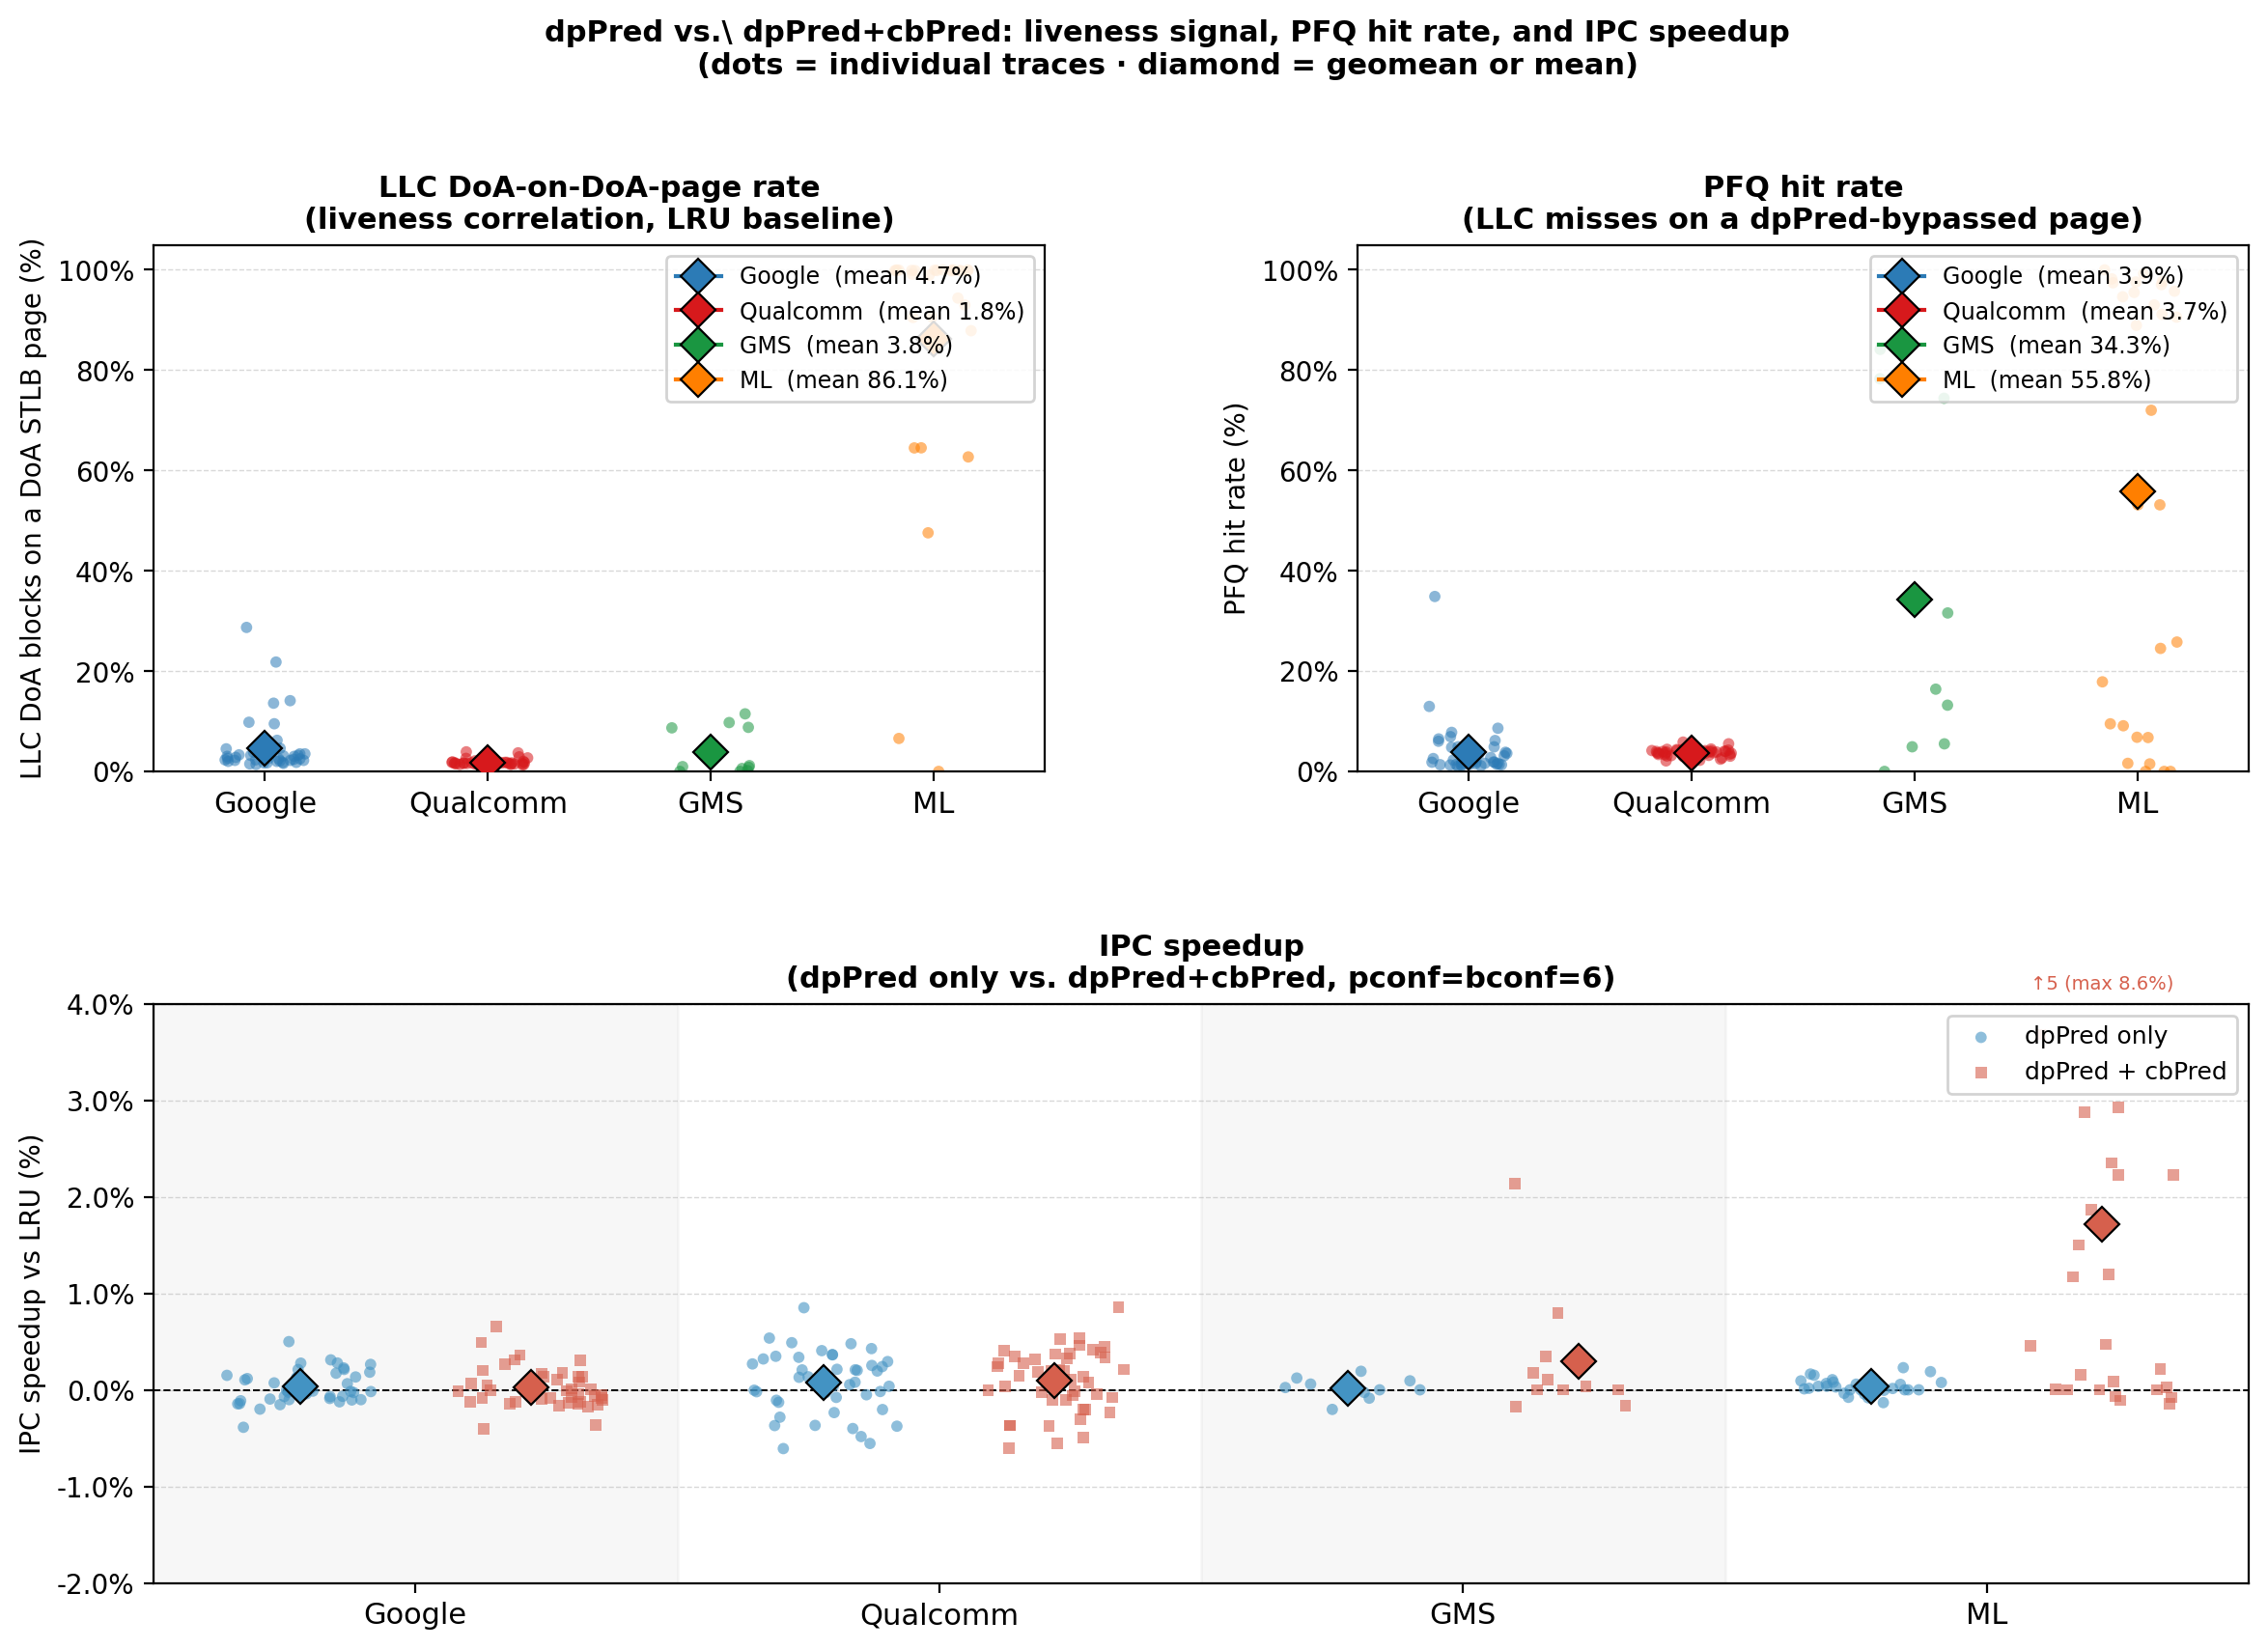 dpPred vs.\ dpPred+cbPred: liveness signal, PFQ hit rate, and IPC speedup
(dots = individual traces · diamond = geomean or mean)
LLC DoA-on-DoA-page rate
(liveness correlation, LRU baseline)
LLC DoA blocks on a DoA STLB page (%)
100%
80%
60%
40%
20%
0%
Google (mean 4.7%)
Qualcomm (mean 1.8%)
GMS (mean 3.8%)
ML (mean 86.1%)
Google
Qualcomm
GMS
ML
PFQ hit rate
(LLC misses on a dpPred-bypassed page)
PFQ hit rate (%)
100%
80%
60%
40%
20%
0%
Google (mean 3.9%)
Qualcomm (mean 3.7%)
GMS (mean 34.3%)
ML (mean 55.8%)
Google
Qualcomm
GMS
ML
IPC speedup
(dpPred only vs. dpPred+cbPred, pconf=bconf=6)
↑5 (max 8.6%)
IPC speedup vs LRU (%)
4.0%
3.0%
2.0%
1.0%
0.0%
-1.0%
-2.0%
dpPred only
dpPred + cbPred
Google
Qualcomm
GMS
ML